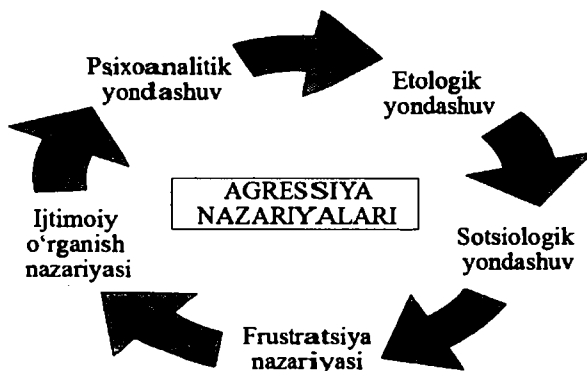 Psixoanalitik
yondashuv
Etologik
yondashuv
AGRESSIYA
NAZARIYALARI
Ijtimoiy
o‘rganish
nazariyasi
Sotsiologik
yondashuv
Frustratsiya
nazariyasi